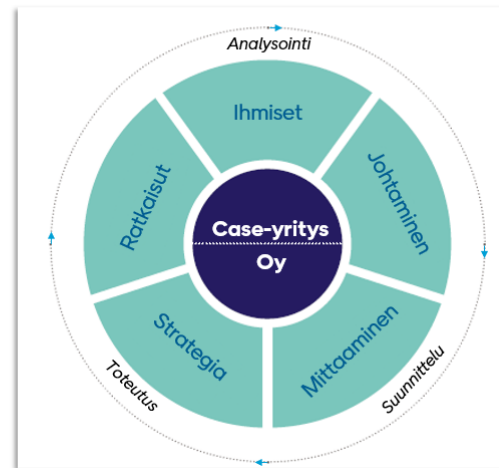 Analysointi
Ihmiset
Ratkaisut
Johtaminen
Case-yritys
Oy
Strategia
Mittaaminen
Toteutus
Suunnittelu